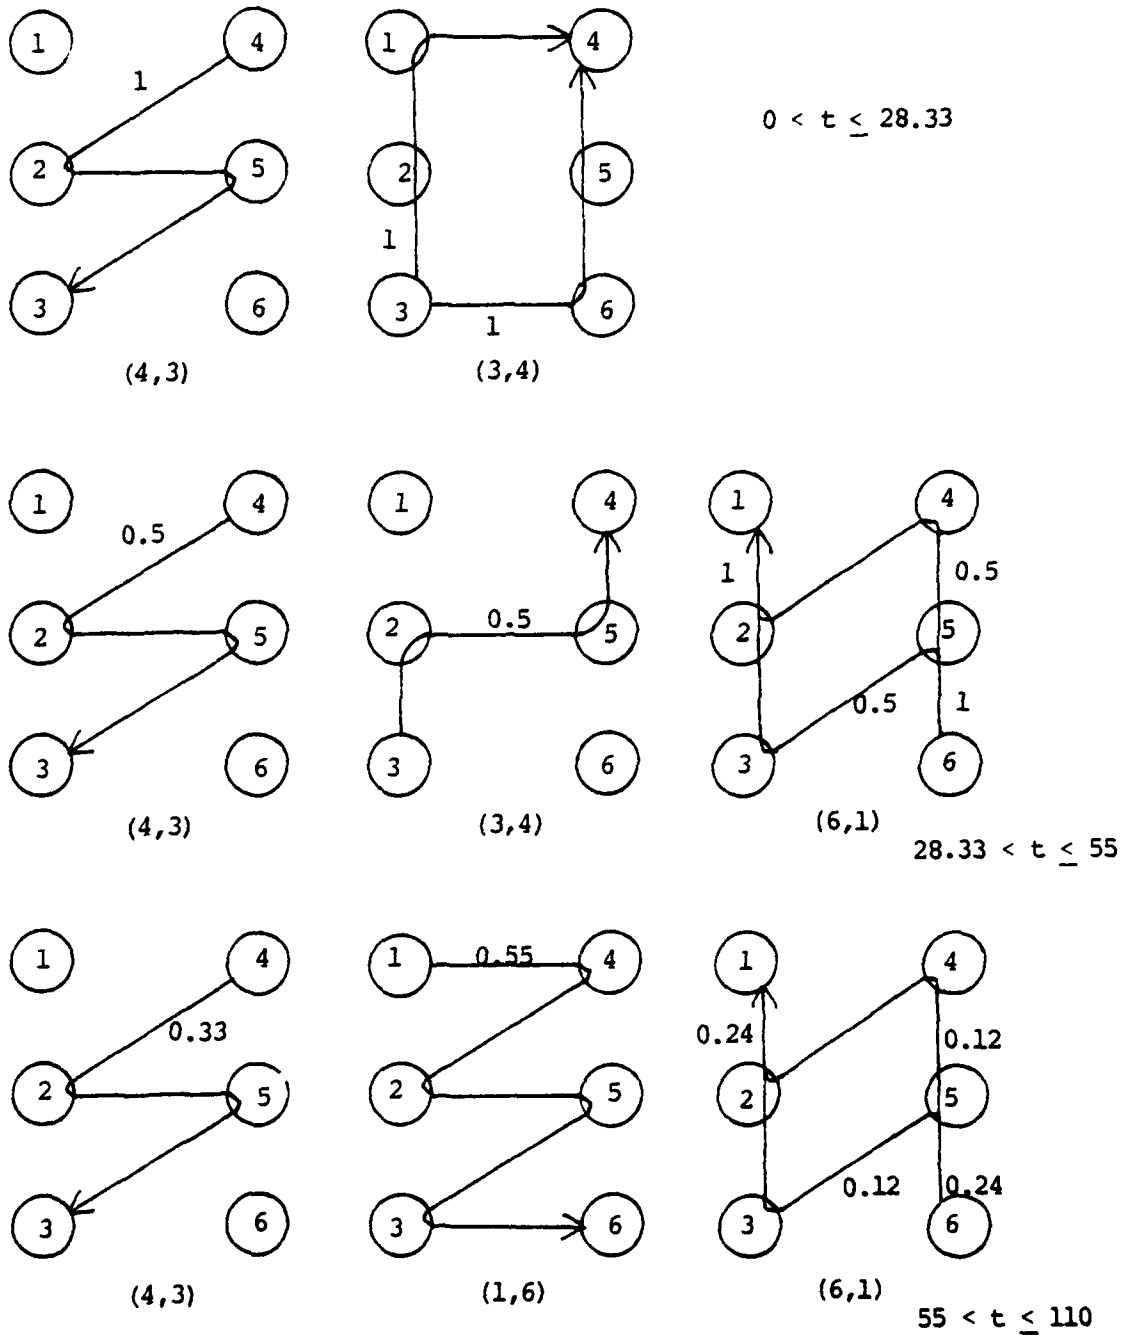 1 4 1 4
1
0 < t ≤ 28.33
2 5 2 5
1
3 6 3 6
1
(4,3) (3,4)
1 4 1 4 1 4
0.5 1 0.5
2 5 2 0.5 5 2 5
0.5 1
3 6 3 6 3 6
(4,3) (3,4) (6,1)
28.33 < t ≤ 55
1 4 1 0.55 4 1 4
0.33 0.24 0.12
2 5 2 5 2 5
0.12 0.24
3 6 3 6 3 6
(4,3) (1,6) (6,1)
55 < t ≤ 110